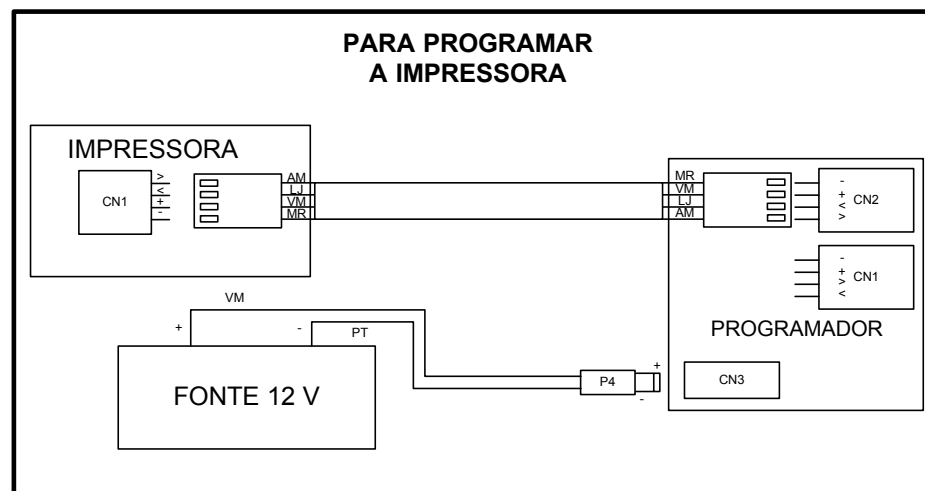 PARA PROGRAMAR
A IMPRESSORA
IMPRESSORA
CN1
>
<
+
-
AM
LJ
VM
MR
MR
VM
LJ
AM
-
+
<
>
CN2
-
+
>
<
CN1
PROGRAMADOR
VM
+
-
PT
FONTE 12 V
P4
+
-
CN3